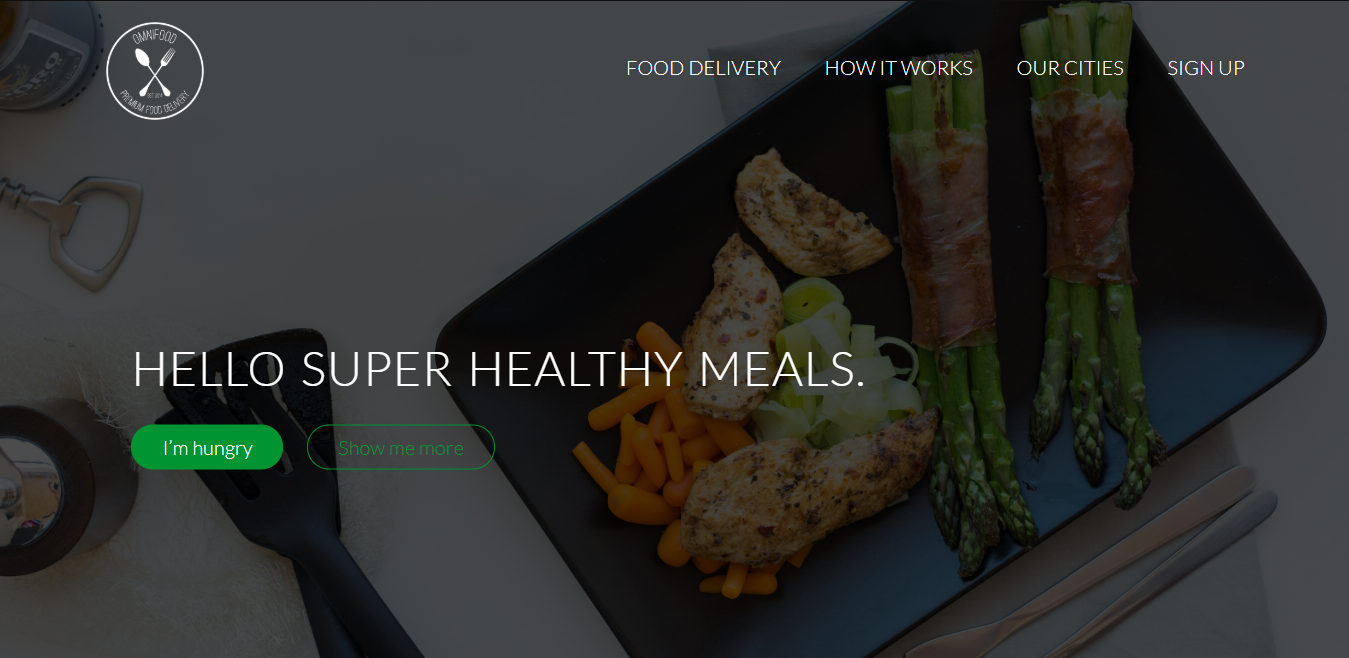 OMNIFOOD
PREMIUM FOOD DELIVERY
FOOD DELIVERY
HOW IT WORKS
OUR CITIES
SIGN UP
HELLO SUPER HEALTHY MEALS.
I'm hungry
Show me more